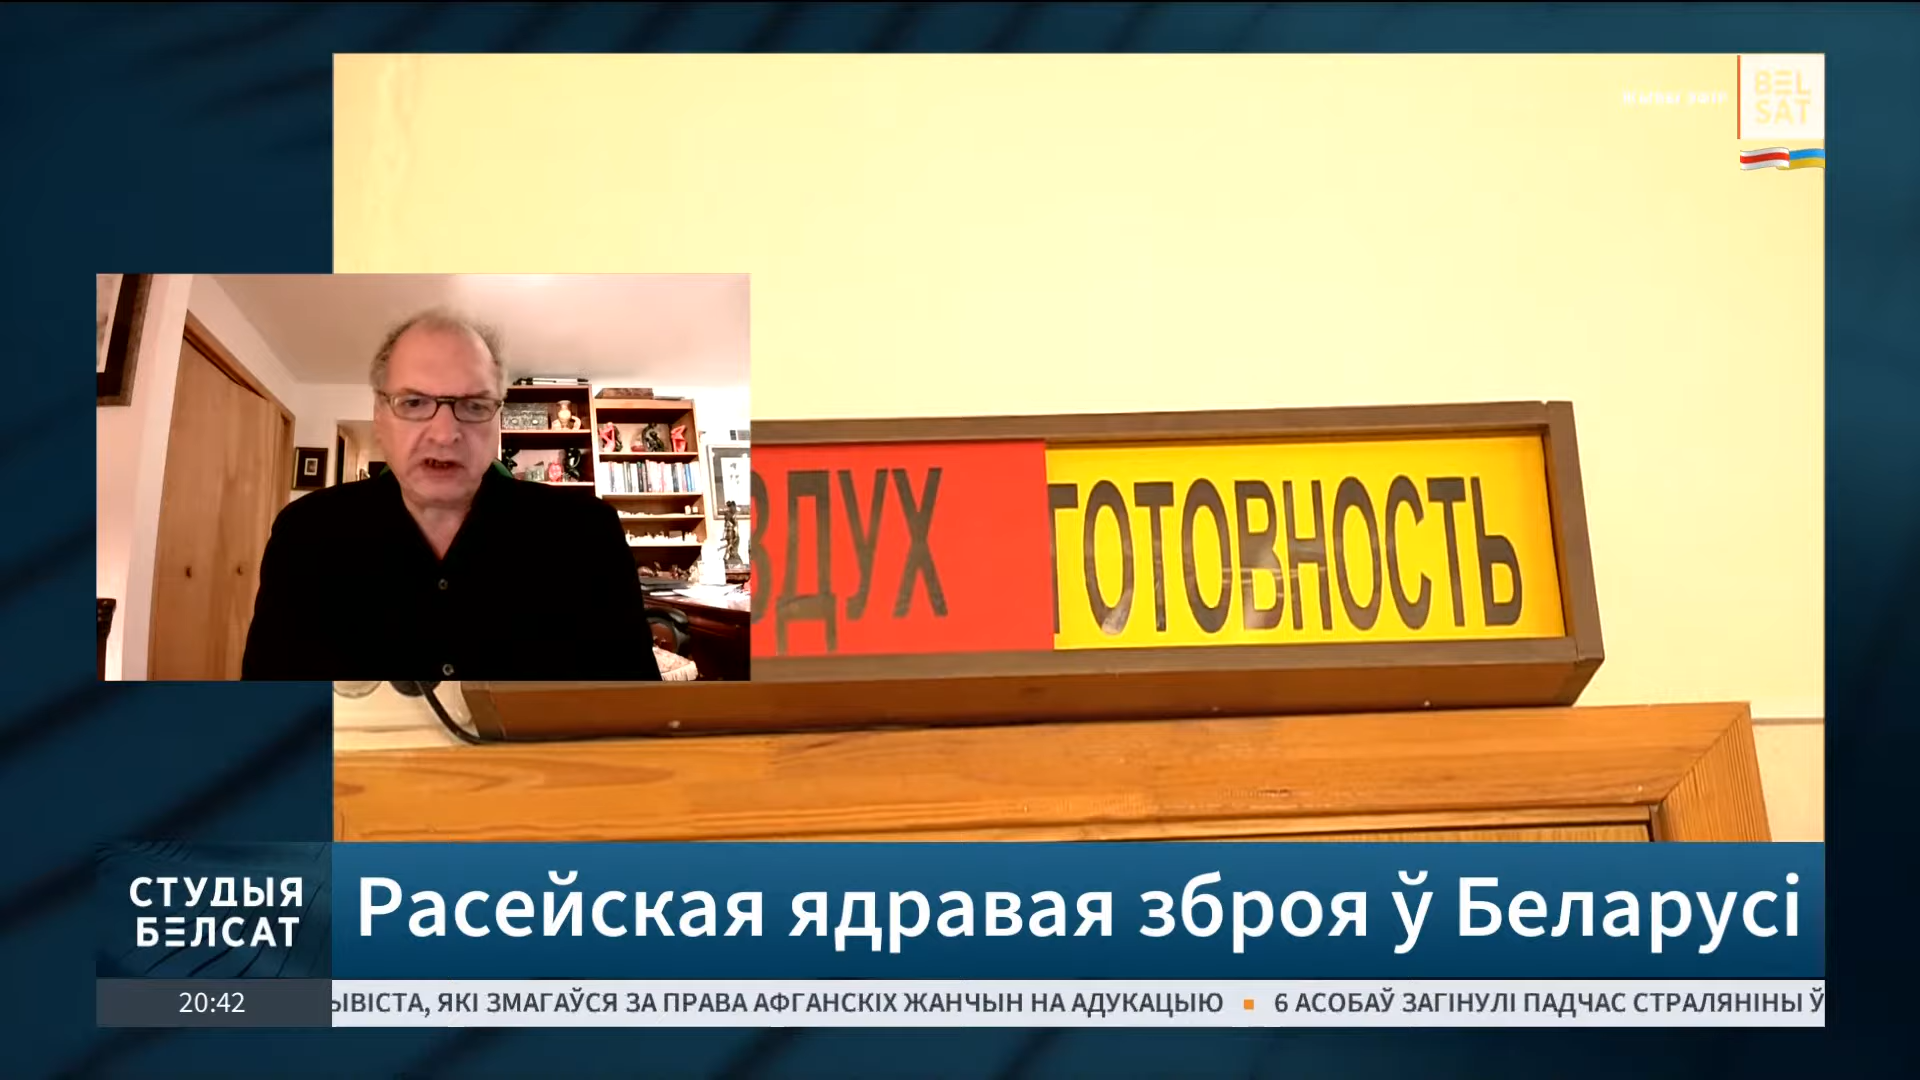 BEL
SAT
ЗДУХ
ГОТОВНОСТЬ
СТУДЫЯ
БЕЛСАТ
Расейская ядравая зброя ў Беларусі
20:42
ЫВІСТА, ЯКІ ЗМАГАЎСЯ ЗА ПРАВА АФГАНСКІХ ЖАНЧЫН НА АДУКАЦЫЮ ▪ 6 АСОБАЎ ЗАГІНУЛІ ПАДЧАС СТРАЛЯНІНЫ Ў